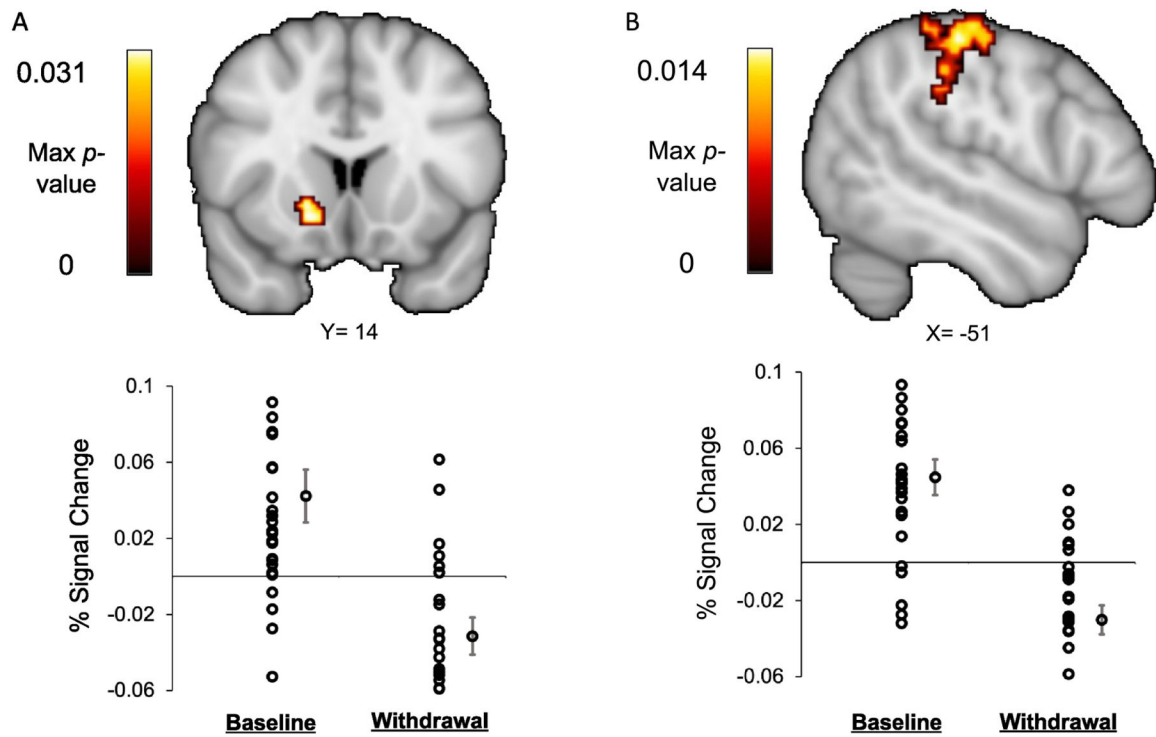 A
0.031
Max p-
value
0
Y= 14
0.1
0.06
0.02
-0.02
-0.06
% Signal Change
Baseline
Withdrawal
B
0.014
Max p-
value
0
X= -51
0.1
0.06
0.02
-0.02
-0.06
% Signal Change
Baseline
Withdrawal